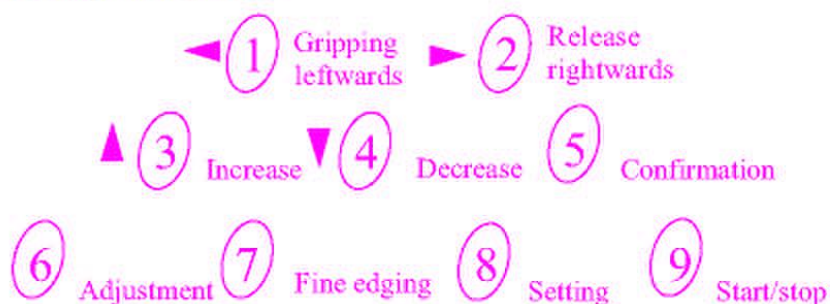 ◄ 1 Gripping leftwards ► 2 Release rightwards
▲ 3 Increase ▼ 4 Decrease 5 Confirmation
6 Adjustment 7 Fine edging 8 Setting 9 Start/stop